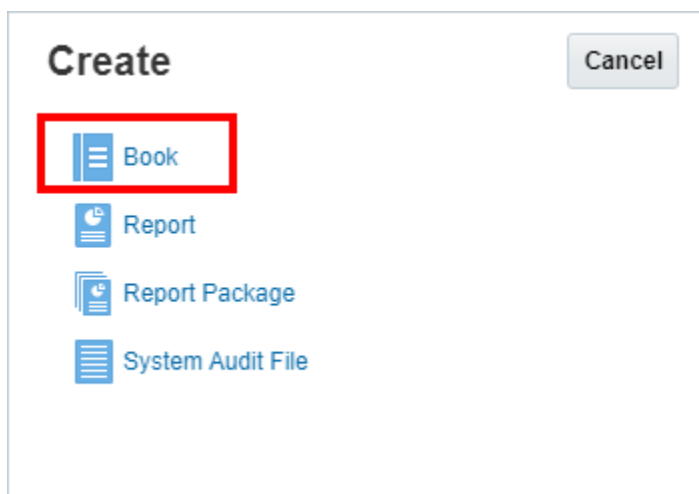 Create
Cancel
Book
Report
Report Package
System Audit File